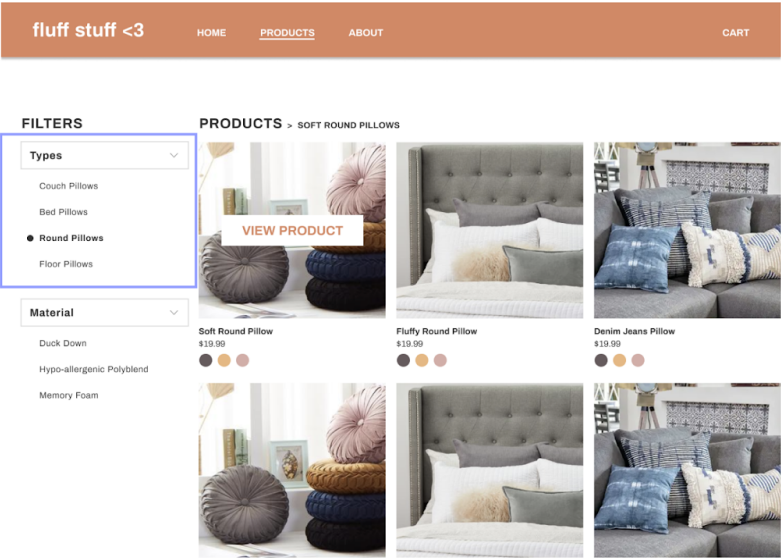 fluff stuff <3
HOME
PRODUCTS
ABOUT
CART
FILTERS
Types
Couch Pillows
Bed Pillows
Round Pillows
Floor Pillows
Material
Duck Down
Hypo-allergenic Polyblend
Memory Foam
PRODUCTS > SOFT ROUND PILLOWS
VIEW PRODUCT
Soft Round Pillow
$19.99
Fluffy Round Pillow
$19.99
Denim Jeans Pillow
$19.99